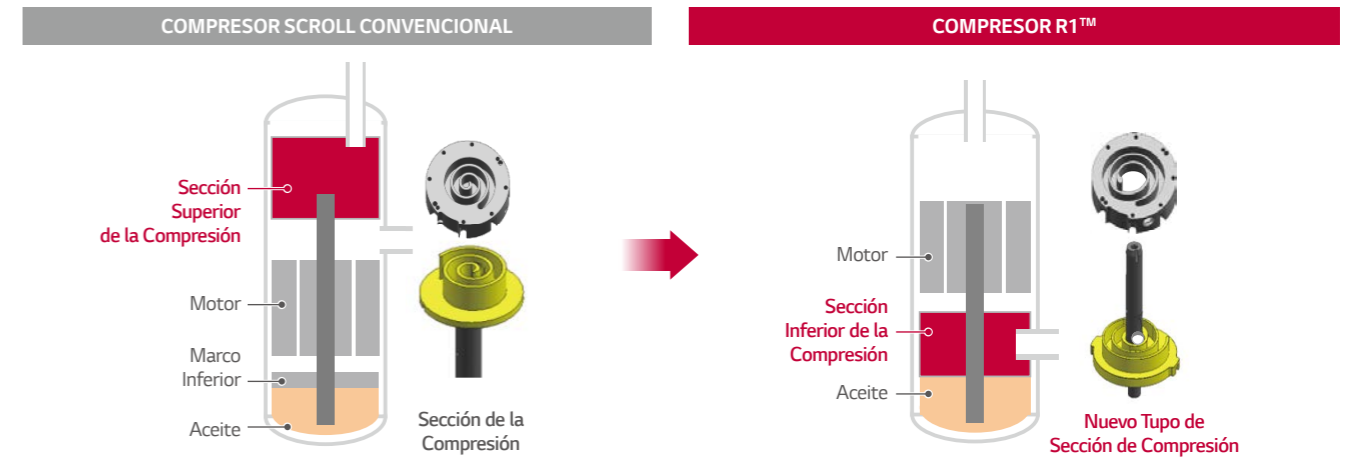 COMPRESOR SCROLL CONVENCIONAL
Sección
Superior
de la Compresión
Motor
Marco
Inferior
Aceite
Sección de la
Compresión
COMPRESOR R1™
Motor
Sección
Inferior de la
Compresión
Aceite
Nuevo Tupo de
Sección de Compresión